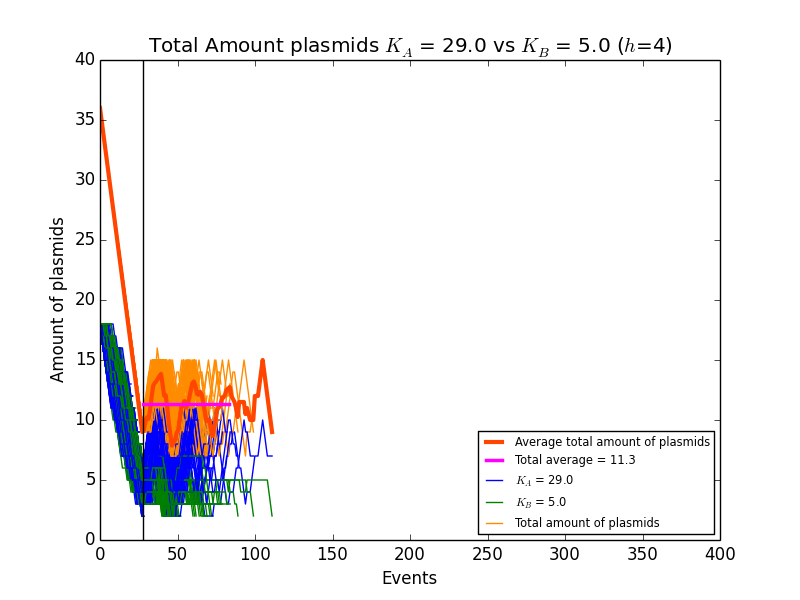 Total Amount plasmids K_A = 29.0 vs K_B = 5.0 (h=4)
40
35
30
25
20
15
10
5
0
Amount of plasmids
Average total amount of plasmids
Total average = 11.3
K_A = 29.0
K_B = 5.0
Total amount of plasmids
0 50 100 150 200 250 300 350 400
Events